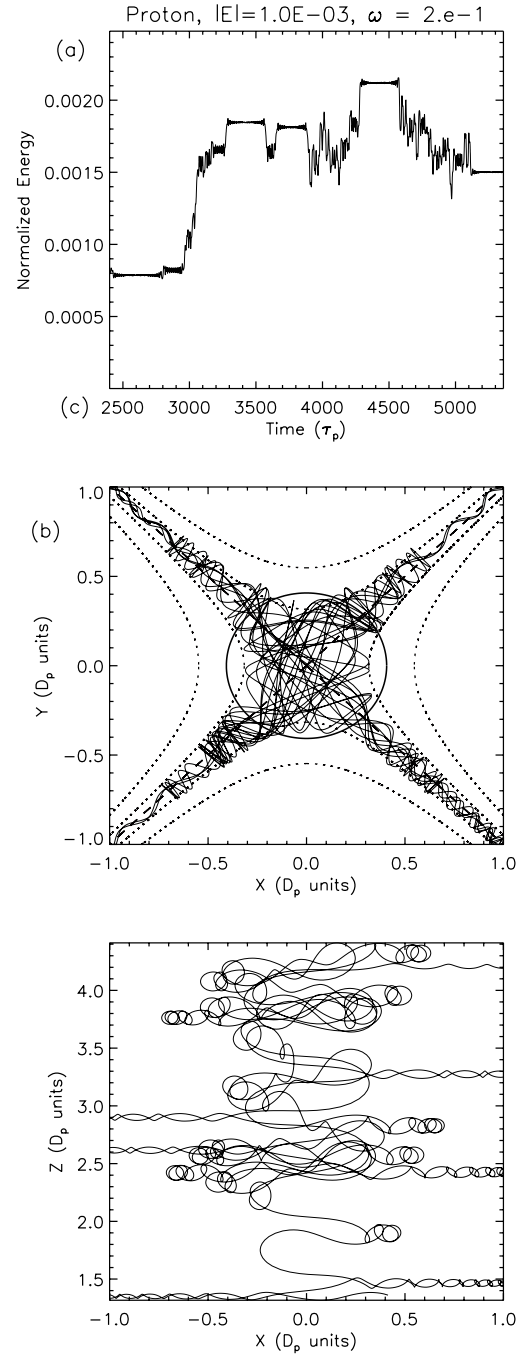 Proton, |E|=1.0E-03, ω = 2.e-1
(a)
0.0020
0.0015
0.0010
0.0005
Normalized Energy
(c)
2500 3000 3500 4000 4500 5000
Time (τp)
(b)
1.0
0.5
0.0
-0.5
-1.0
Y (Dp units)
-1.0 -0.5 0.0 0.5 1.0
X (Dp units)
4.0
3.5
3.0
2.5
2.0
1.5
Z (Dp units)
-1.0 -0.5 0.0 0.5 1.0
X (Dp units)